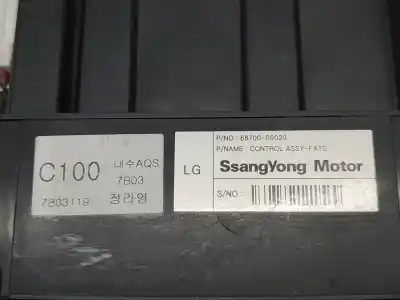 C100
내수AQS
7B03
7B03119
정라영
LG
P/NO : 68700-09020
P/NAME : CONTROL ASSY-FATC
SsangYong Motor
S/NO :